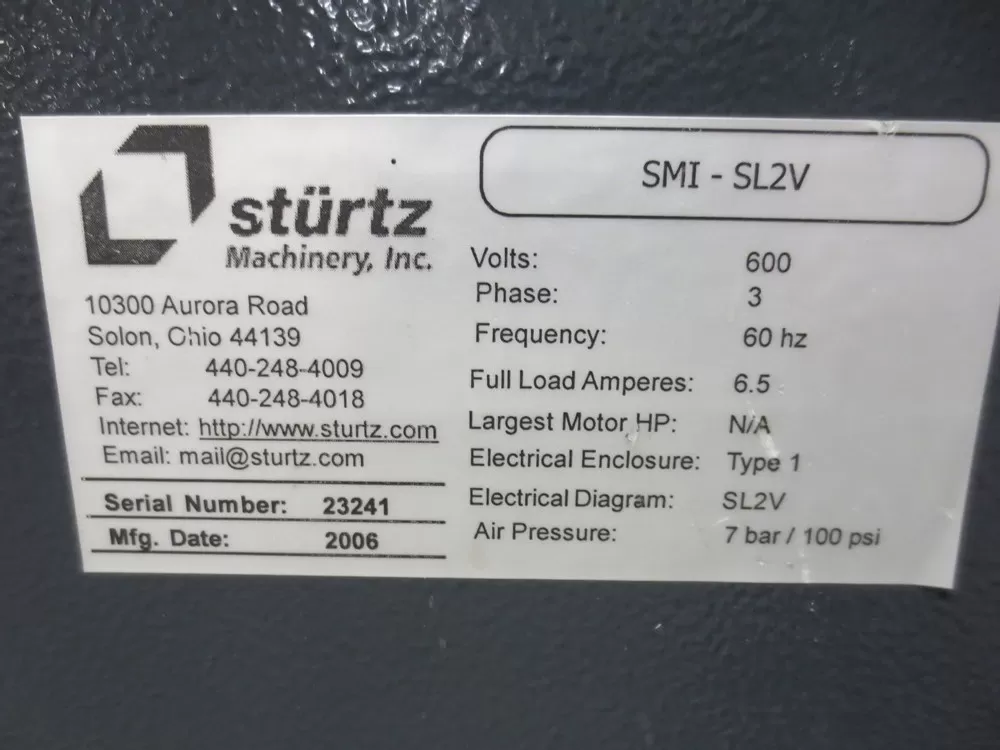 stürtz
Machinery, Inc.
10300 Aurora Road
Solon, Ohio 44139
Tel: 440-248-4009
Fax: 440-248-4018
Internet: http://www.sturtz.com
Email: mail@sturtz.com
Serial Number: 23241
Mfg. Date: 2006
SMI - SL2V
Volts: 600
Phase: 3
Frequency: 60 hz
Full Load Amperes: 6.5
Largest Motor HP: N/A
Electrical Enclosure: Type 1
Electrical Diagram: SL2V
Air Pressure: 7 bar / 100 psi